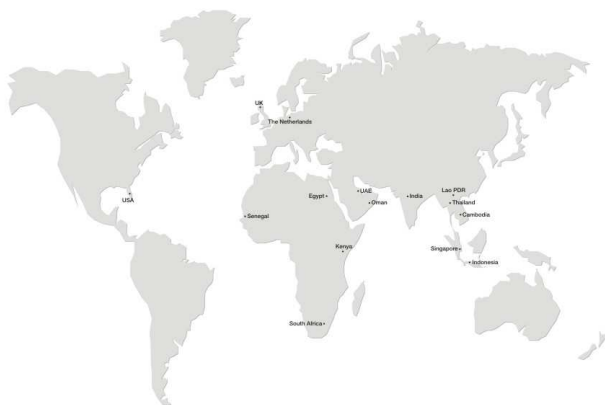 UK
The Netherlands
USA
Egypt
UAE
Oman
India
Lao PDR
Thailand
Cambodia
Senegal
Kenya
Singapore
Indonesia
South Africa